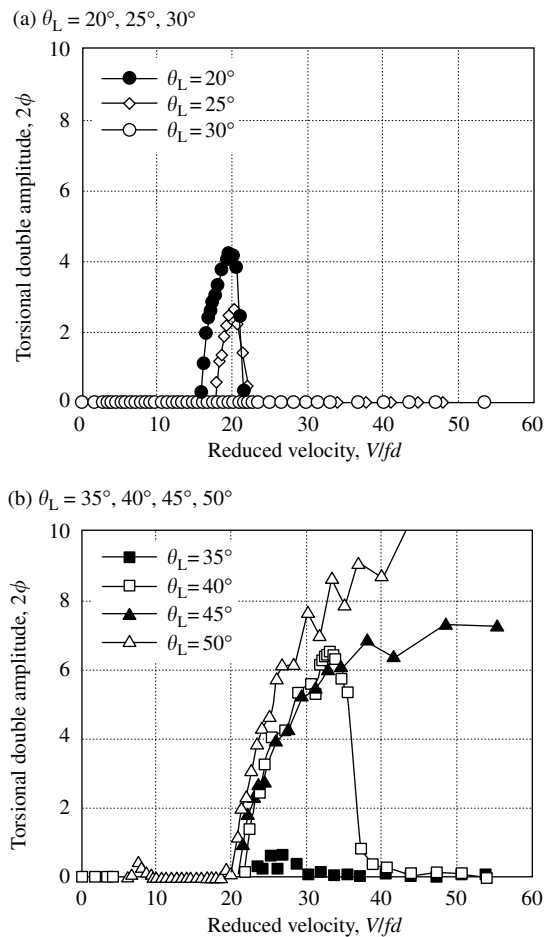 (a) θL = 20°, 25°, 30°
10
8
6
4
2
0
Torsional double amplitude, 2ϕ
θL = 20°
θL = 25°
θL = 30°
0 10 20 30 40 50 60
Reduced velocity, V/fd
(b) θL = 35°, 40°, 45°, 50°
10
8
6
4
2
0
Torsional double amplitude, 2ϕ
θL = 35°
θL = 40°
θL = 45°
θL = 50°
0 10 20 30 40 50 60
Reduced velocity, V/fd